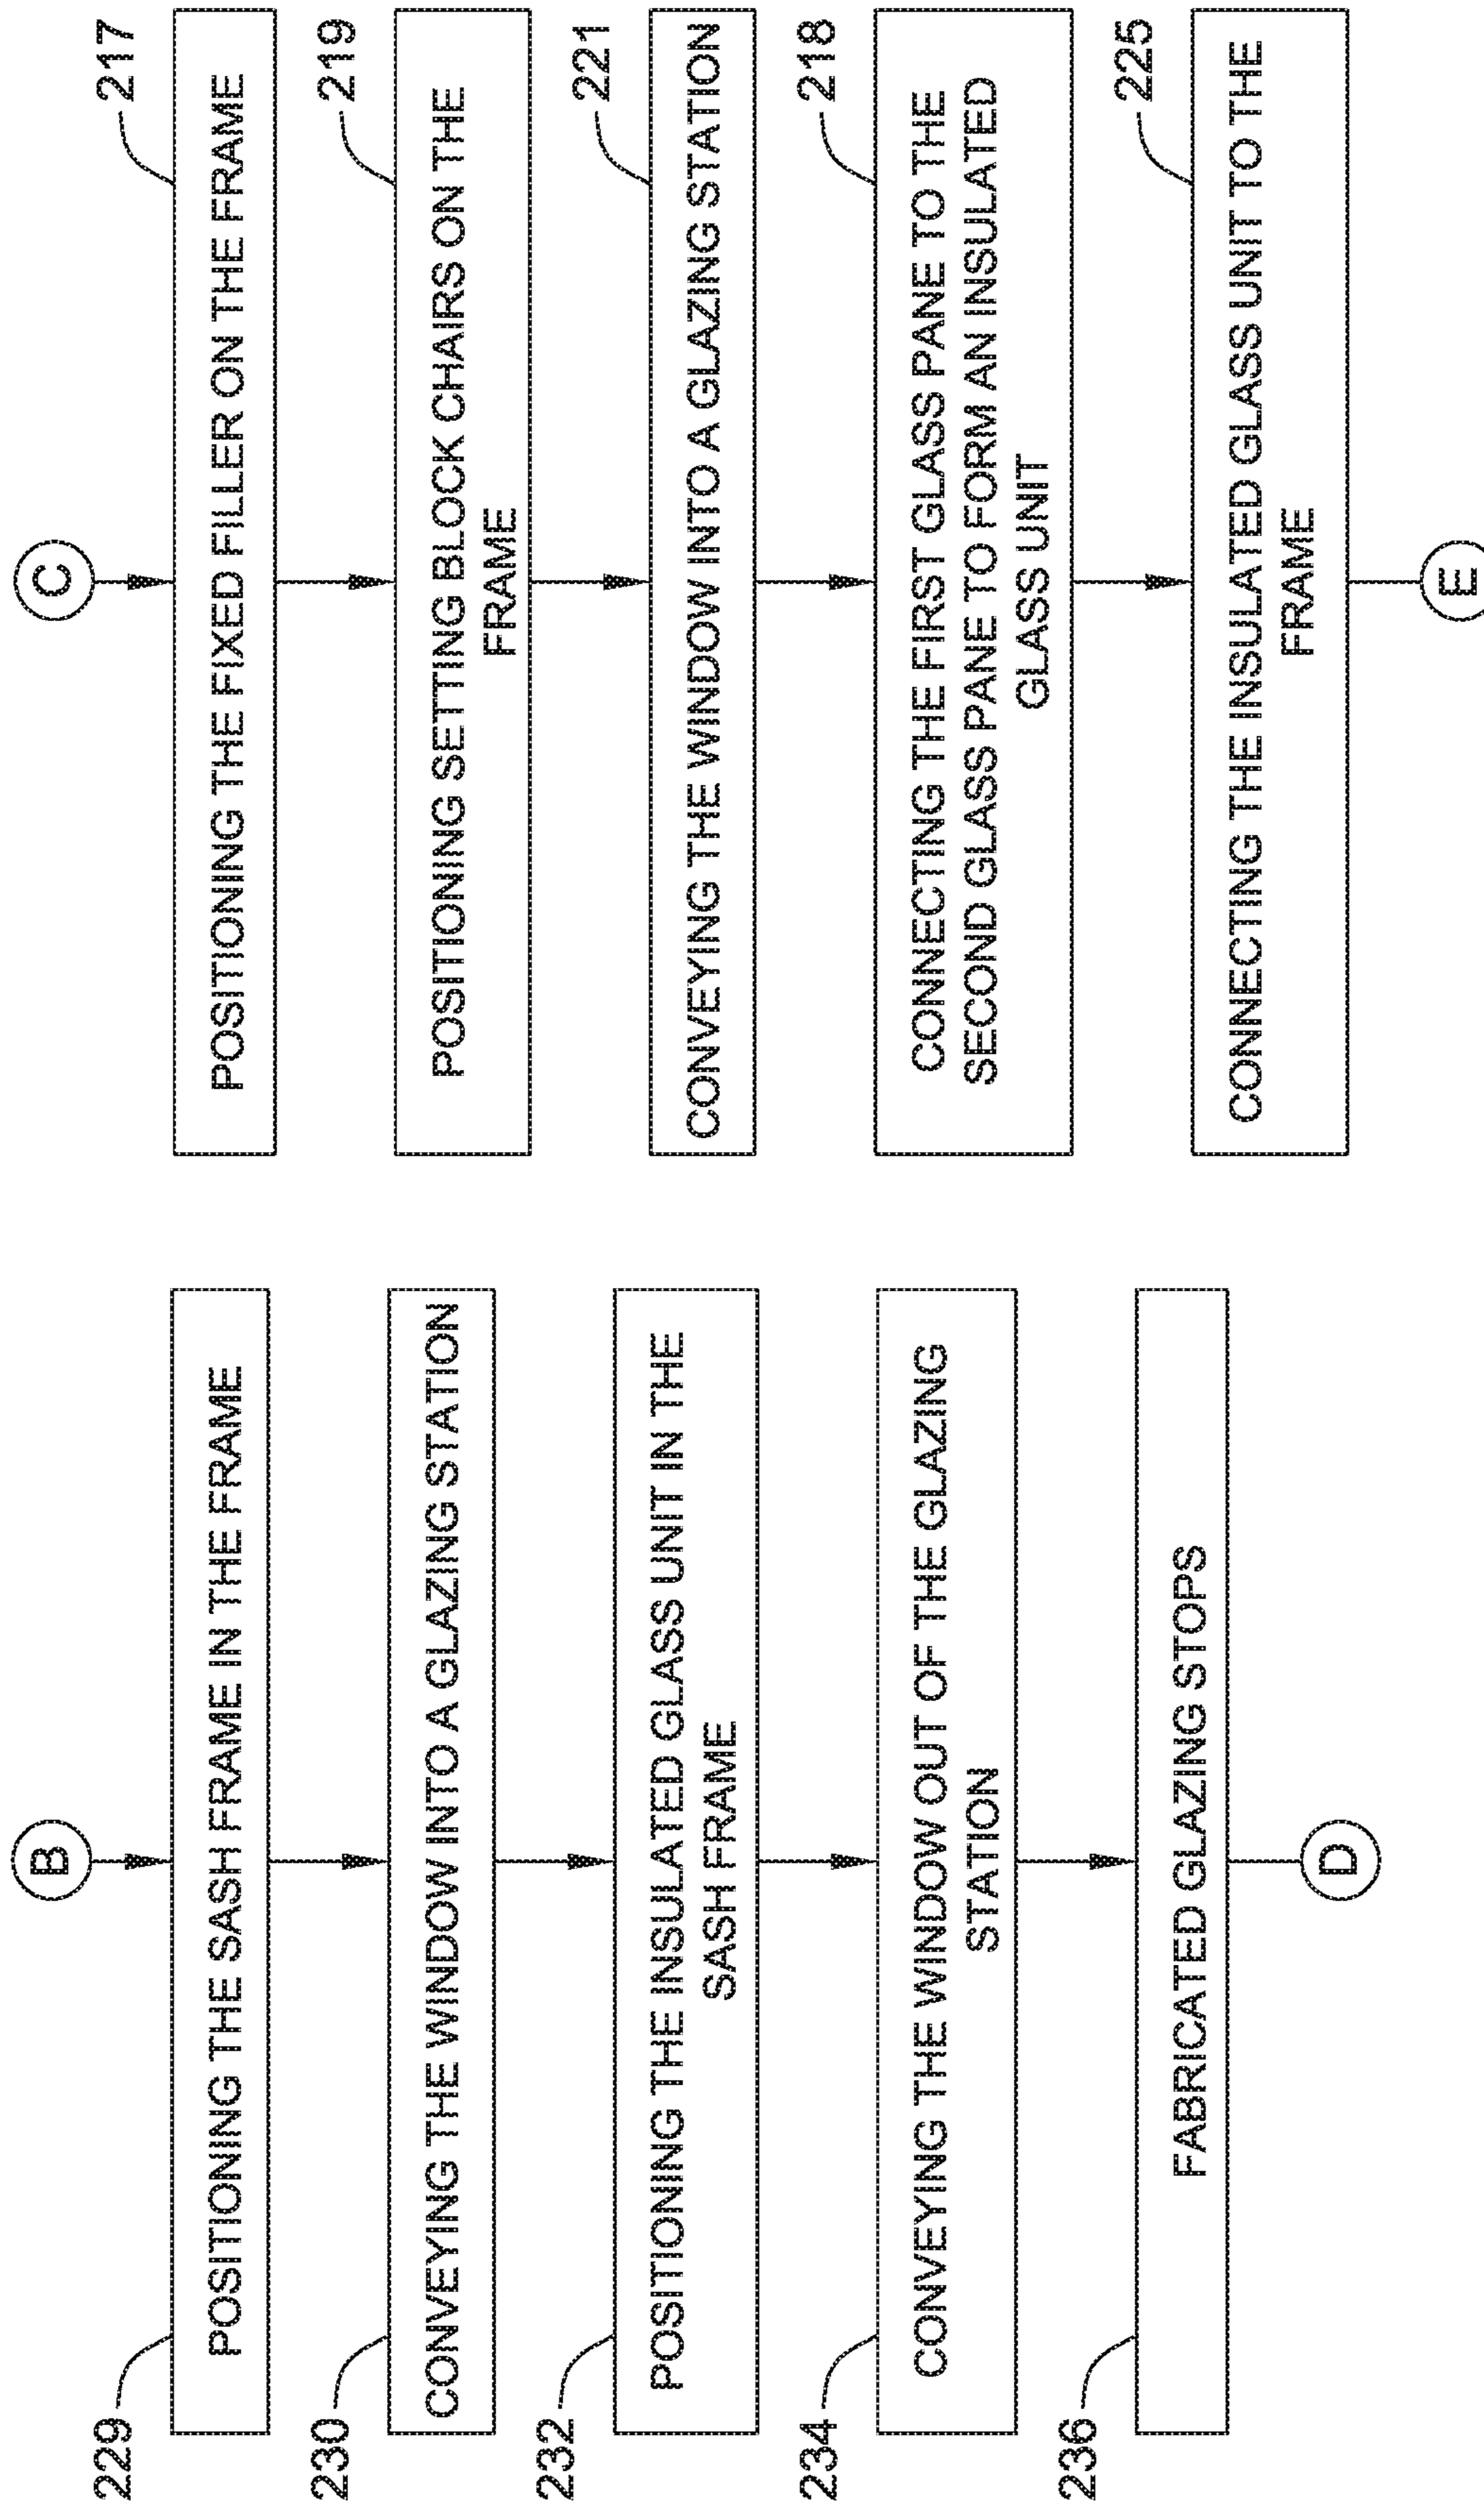 B
229
POSITIONING THE SASH FRAME IN THE FRAME
230
CONVEYING THE WINDOW INTO A GLAZING STATION
232
POSITIONING THE INSULATED GLASS UNIT IN THE
SASH FRAME
234
CONVEYING THE WINDOW OUT OF THE GLAZING
STATION
236
FABRICATED GLAZING STOPS
D
C
217
POSITIONING THE FIXED FILLER ON THE FRAME
219
POSITIONING SETTING BLOCK CHAIRS ON THE
FRAME
221
CONVEYING THE WINDOW INTO A GLAZING STATION
218
CONNECTING THE FIRST GLASS PANE TO THE
SECOND GLASS PANE TO FORM AN INSULATED
GLASS UNIT
225
CONNECTING THE INSULATED GLASS UNIT TO THE
FRAME
E